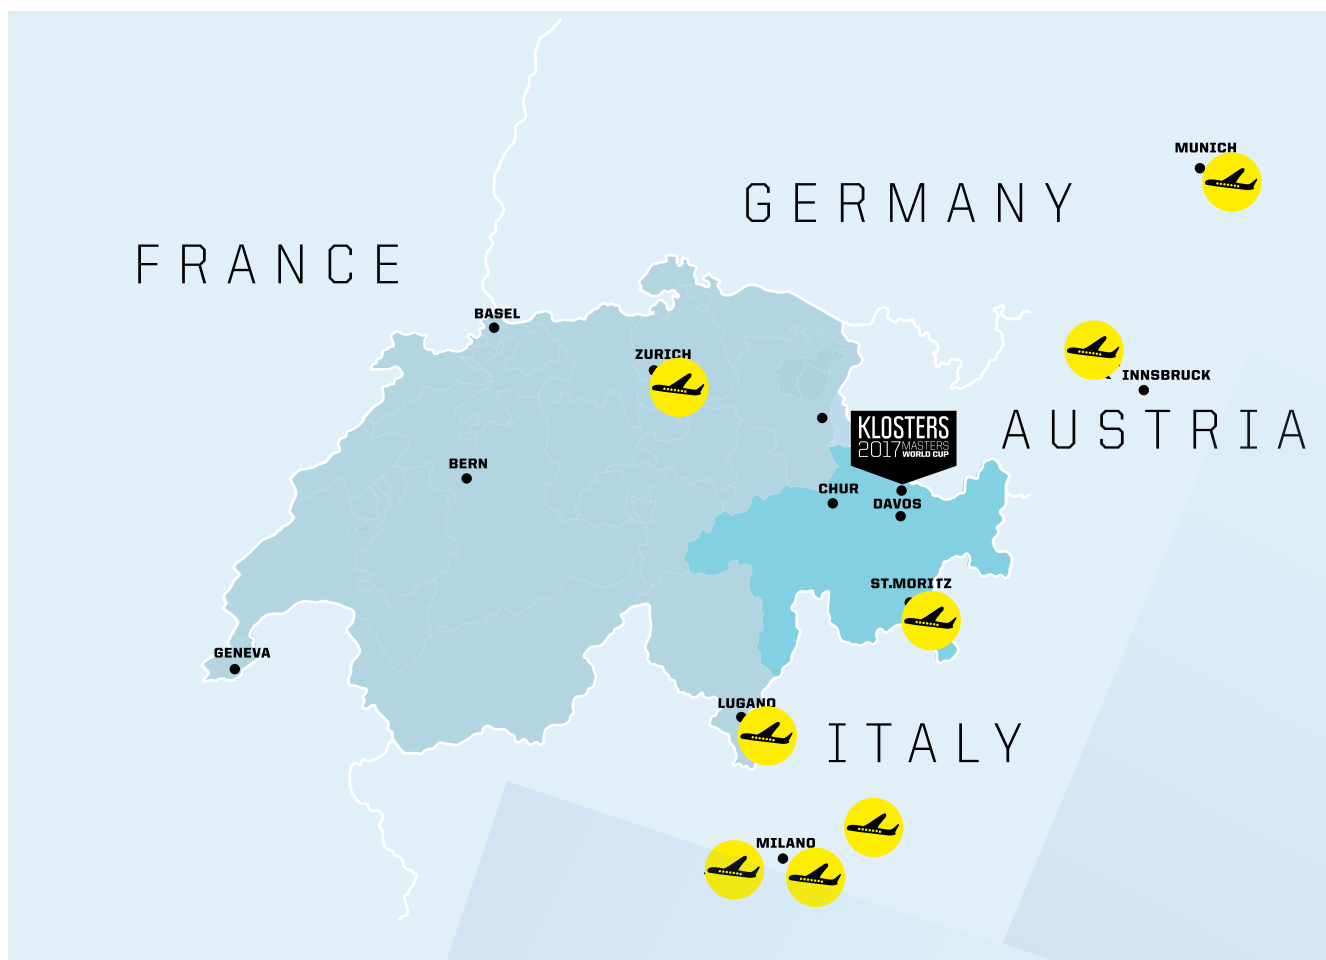 MUNICH
GERMANY
FRANCE
BASEL
ZURICH
INNSBRUCK
AUSTRIA
KLOSTERS
2017 MASTERS
WORLD CUP
BERN
CHUR
DAVOS
ST.MORITZ
GENEVA
LUGANO
ITALY
MILANO